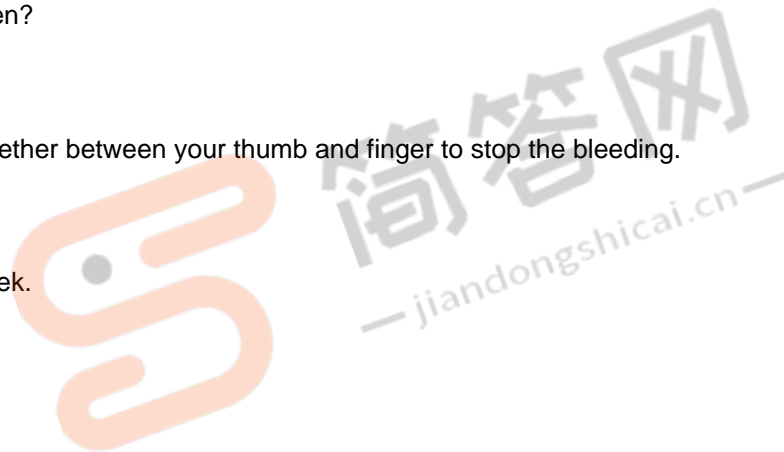 en?
ether between your thumb and finger to stop the bleeding.
ek.
简答网
— jiandongshicai.cn —